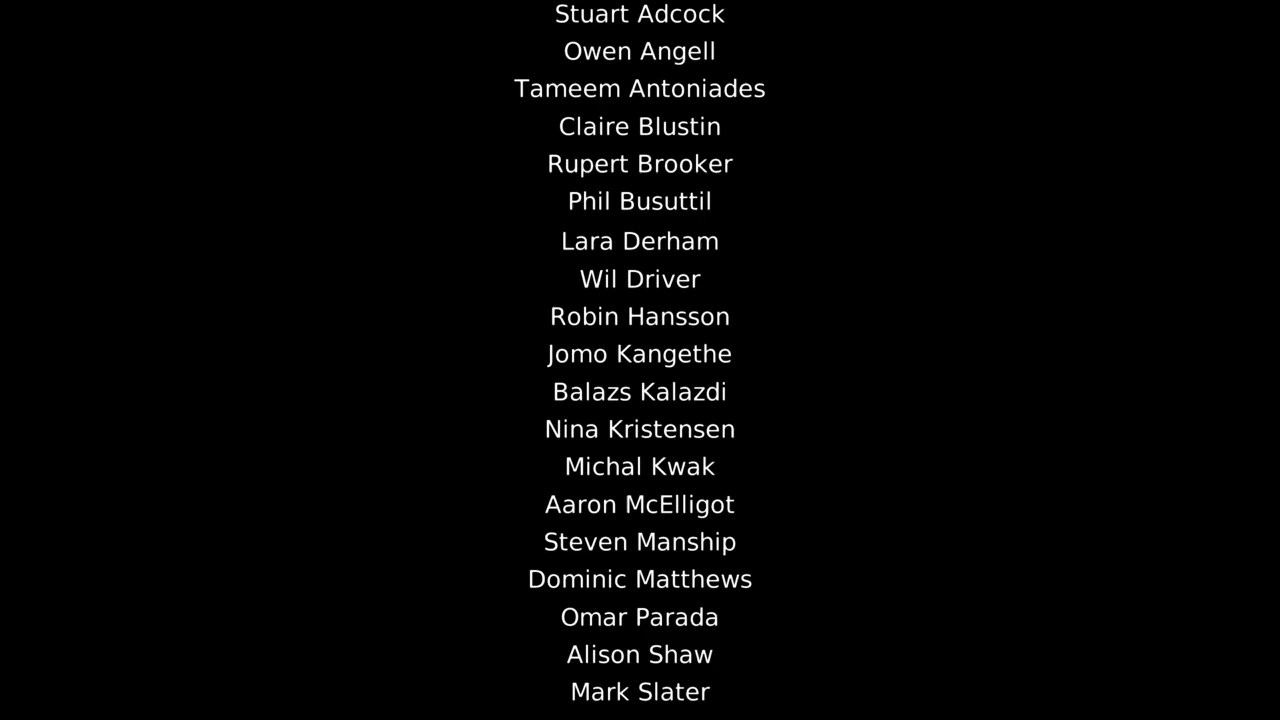 Stuart Adcock
Owen Angell
Tameem Antoniades
Claire Blustin
Rupert Brooker
Phil Busuttil
Lara Derham
Wil Driver
Robin Hansson
Jomo Kangethe
Balazs Kalazdi
Nina Kristensen
Michal Kwak
Aaron McElligot
Steven Manship
Dominic Matthews
Omar Parada
Alison Shaw
Mark Slater